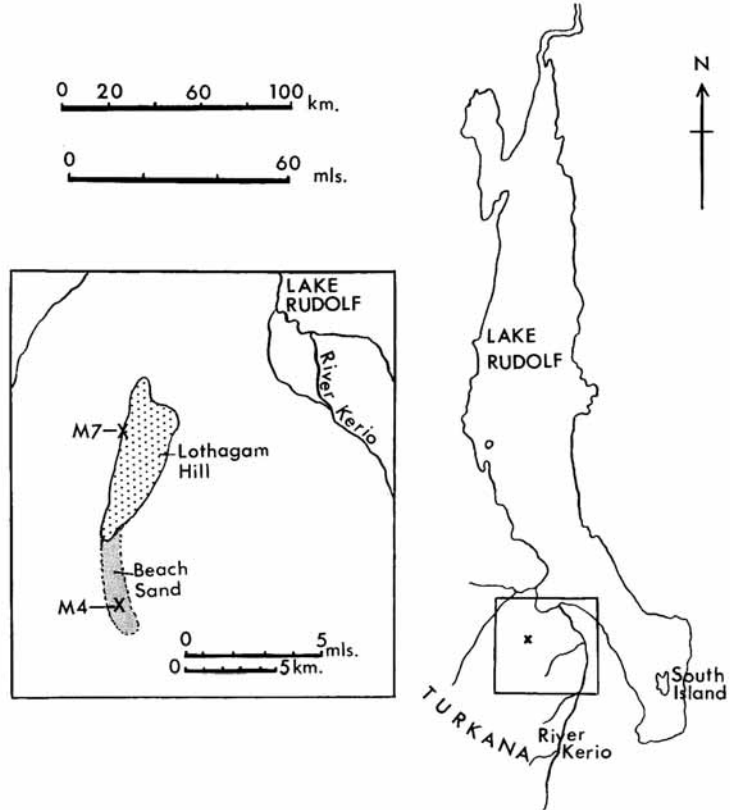 0 20 60 100
km.
0 60
mls.
N
LAKE
RUDOLF
River Kerio
M7
X
Lothagam
Hill
Beach
Sand
M4
X
0 5
mls.
0 5 km.
LAKE
RUDOLF
x
South
Island
TURKANA
River
Kerio